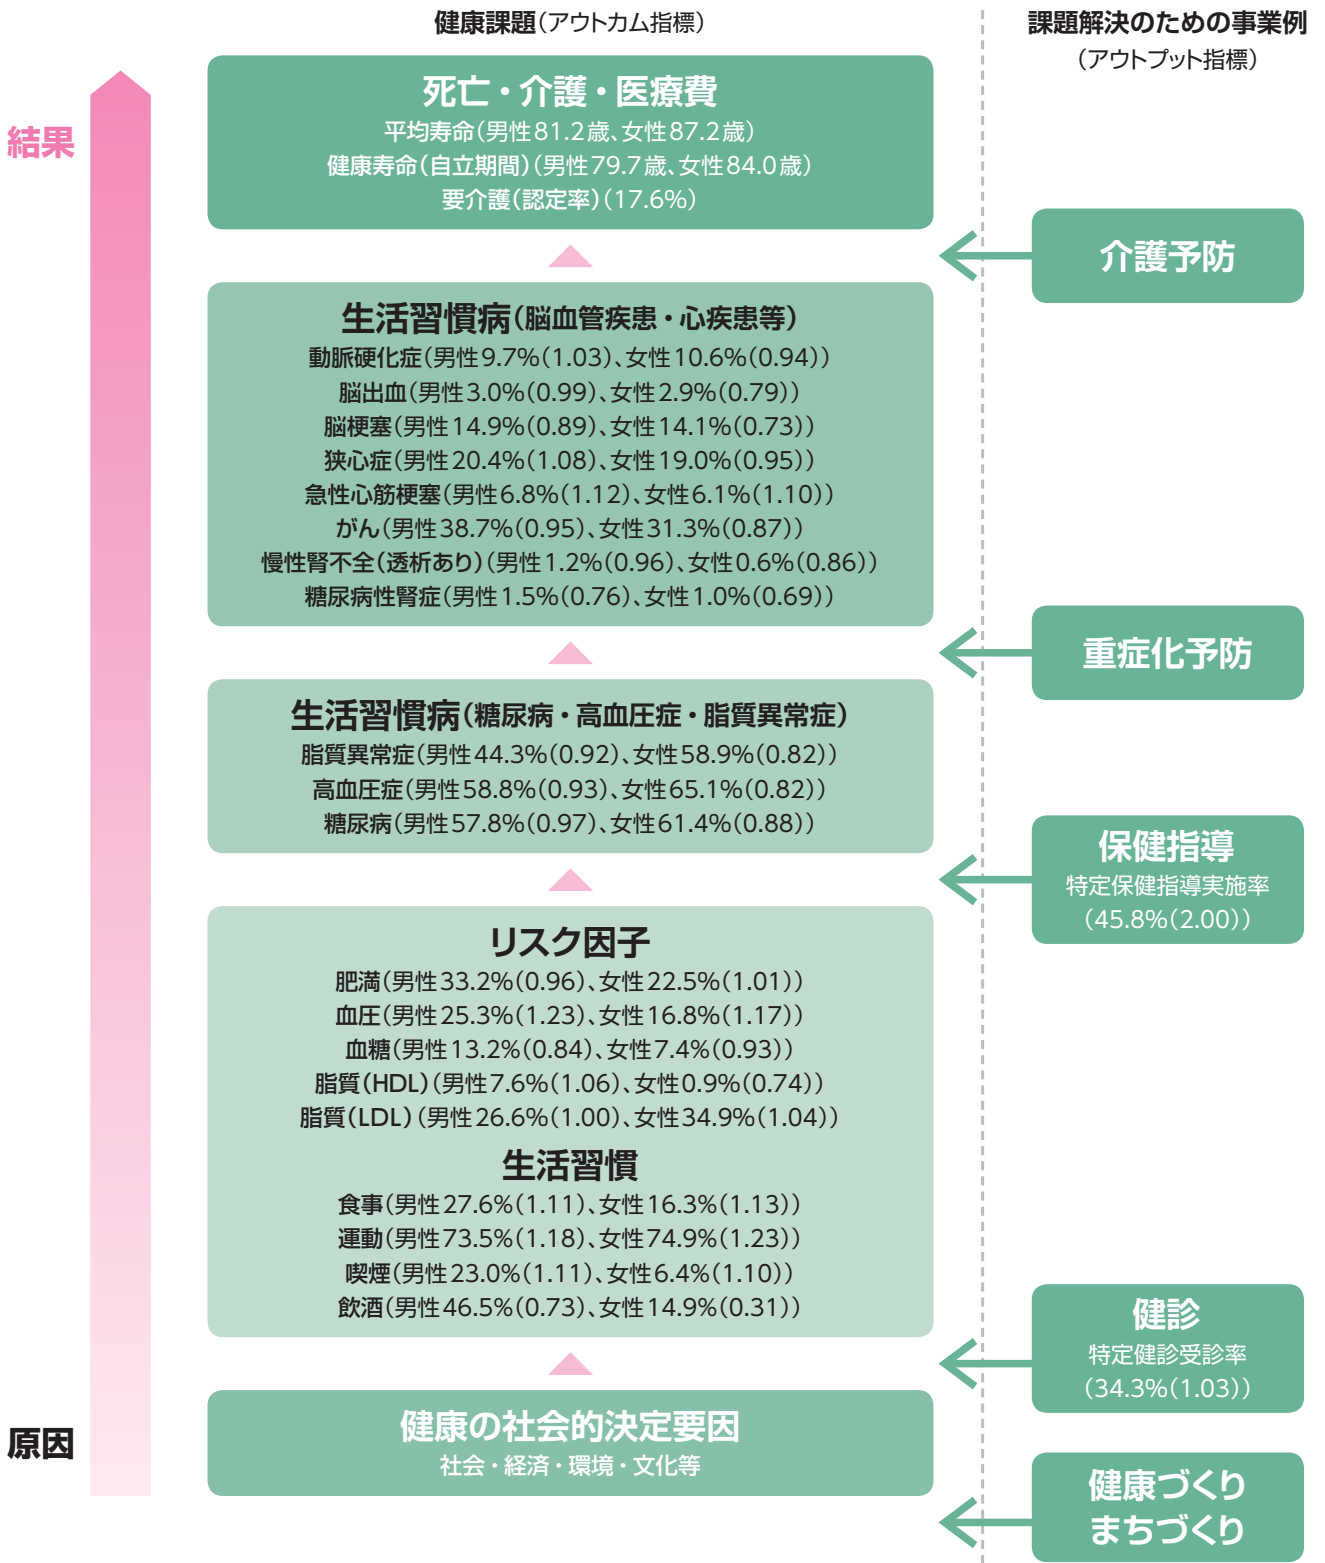 健康課題（アウトカム指標）
課題解決のための事業例
（アウトプット指標）
結果
死亡・介護・医療費
平均寿命（男性81.2歳、女性87.2歳）
健康寿命（自立期間）（男性79.7歳、女性84.0歳）
要介護（認定率）（17.6%）
介護予防
生活習慣病（脳血管疾患・心疾患等）
動脈硬化症（男性9.7%（1.03）、女性10.6%（0.94））
脳出血（男性3.0%（0.99）、女性2.9%（0.79））
脳梗塞（男性14.9%（0.89）、女性14.1%（0.73））
狭心症（男性20.4%（1.08）、女性19.0%（0.95））
急性心筋梗塞（男性6.8%（1.12）、女性6.1%（1.10））
がん（男性38.7%（0.95）、女性31.3%（0.87））
慢性腎不全（透析あり）（男性1.2%（0.96）、女性0.6%（0.86））
糖尿病性腎症（男性1.5%（0.76）、女性1.0%（0.69））
重症化予防
生活習慣病（糖尿病・高血圧症・脂質異常症）
脂質異常症（男性44.3%（0.92）、女性58.9%（0.82））
高血圧症（男性58.8%（0.93）、女性65.1%（0.82））
糖尿病（男性57.8%（0.97）、女性61.4%（0.88））
保健指導
特定保健指導実施率
（45.8%（2.00））
リスク因子
肥満（男性33.2%（0.96）、女性22.5%（1.01））
血圧（男性25.3%（1.23）、女性16.8%（1.17））
血糖（男性13.2%（0.84）、女性7.4%（0.93））
脂質（HDL）（男性7.6%（1.06）、女性0.9%（0.74））
脂質（LDL）（男性26.6%（1.00）、女性34.9%（1.04））
生活習慣
食事（男性27.6%（1.11）、女性16.3%（1.13））
運動（男性73.5%（1.18）、女性74.9%（1.23））
喫煙（男性23.0%（1.11）、女性6.4%（1.10））
飲酒（男性46.5%（0.73）、女性14.9%（0.31））
健診
特定健診受診率
（34.3%（1.03））
原因
健康の社会的決定要因
社会・経済・環境・文化等
健康づくり
まちづくり